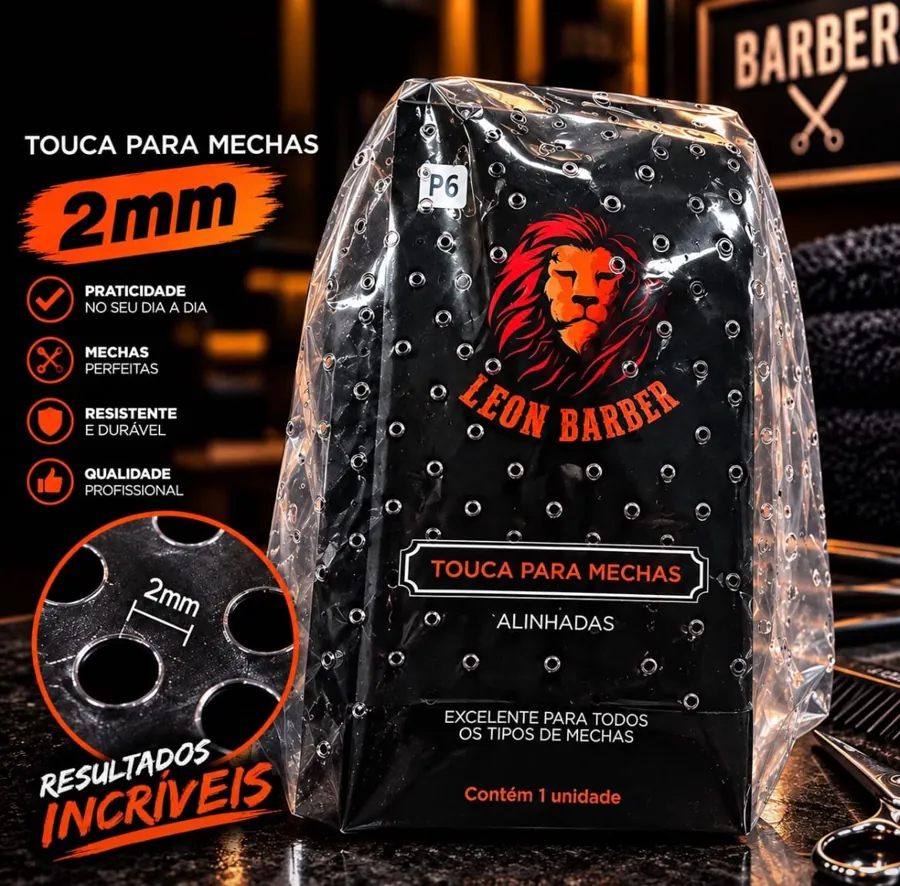 BARBER
TOUCA PARA MECHAS
2mm
PRATICIDADE
NO SEU DIA A DIA
MECHAS
PERFEITAS
RESISTENTE
E DURÁVEL
QUALIDADE
PROFISSIONAL
2mm
RESULTADOS
INCRÍVEIS
P6
LEON BARBER
TOUCA PARA MECHAS
ALINHADAS
EXCELENTE PARA TODOS
OS TIPOS DE MECHAS
Contém 1 unidade